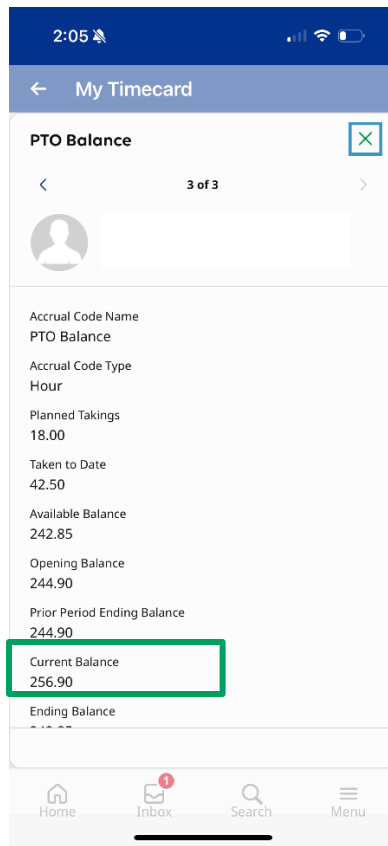 2:05
My Timecard
PTO Balance
3 of 3
Accrual Code Name
PTO Balance
Accrual Code Type
Hour
Planned Takings
18.00
Taken to Date
42.50
Available Balance
242.85
Opening Balance
244.90
Prior Period Ending Balance
244.90
Current Balance
256.90
Ending Balance
1
Home
Inbox
Search
Menu